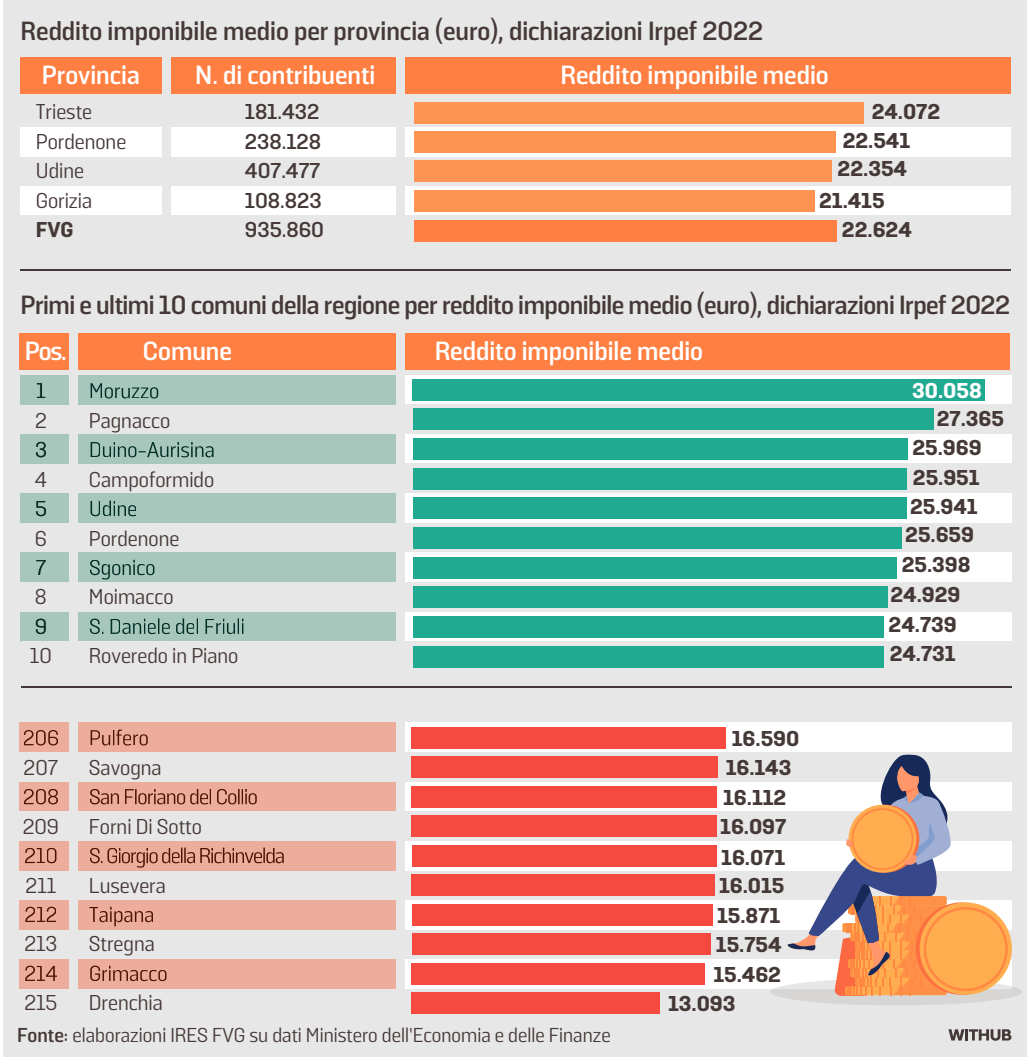 Reddito imponibile medio per provincia (euro), dichiarazioni Irpef 2022
Provincia N. di contribuenti Reddito imponibile medio
Trieste 181.432 24.072
Pordenone 238.128 22.541
Udine 407.477 22.354
Gorizia 108.823 21.415
FVG 935.860 22.624
Primi e ultimi 10 comuni della regione per reddito imponibile medio (euro), dichiarazioni Irpef 2022
Pos. Comune Reddito imponibile medio
1 Moruzzo 30.058
2 Pagnacco 27.365
3 Duino-Aurisina 25.969
4 Campoformido 25.951
5 Udine 25.941
6 Pordenone 25.659
7 Sgonico 25.398
8 Moimacco 24.929
9 S. Daniele del Friuli 24.739
10 Roveredo in Piano 24.731
206 Pulfero 16.590
207 Savogna 16.143
208 San Floriano del Collio 16.112
209 Forni Di Sotto 16.097
210 S. Giorgio della Richinvelda 16.071
211 Lusevera 16.015
212 Taipana 15.871
213 Stregna 15.754
214 Grimacco 15.462
215 Drenchia 13.093
Fonte: elaborazioni IRES FVG su dati Ministero dell'Economia e delle Finanze
WITHUB